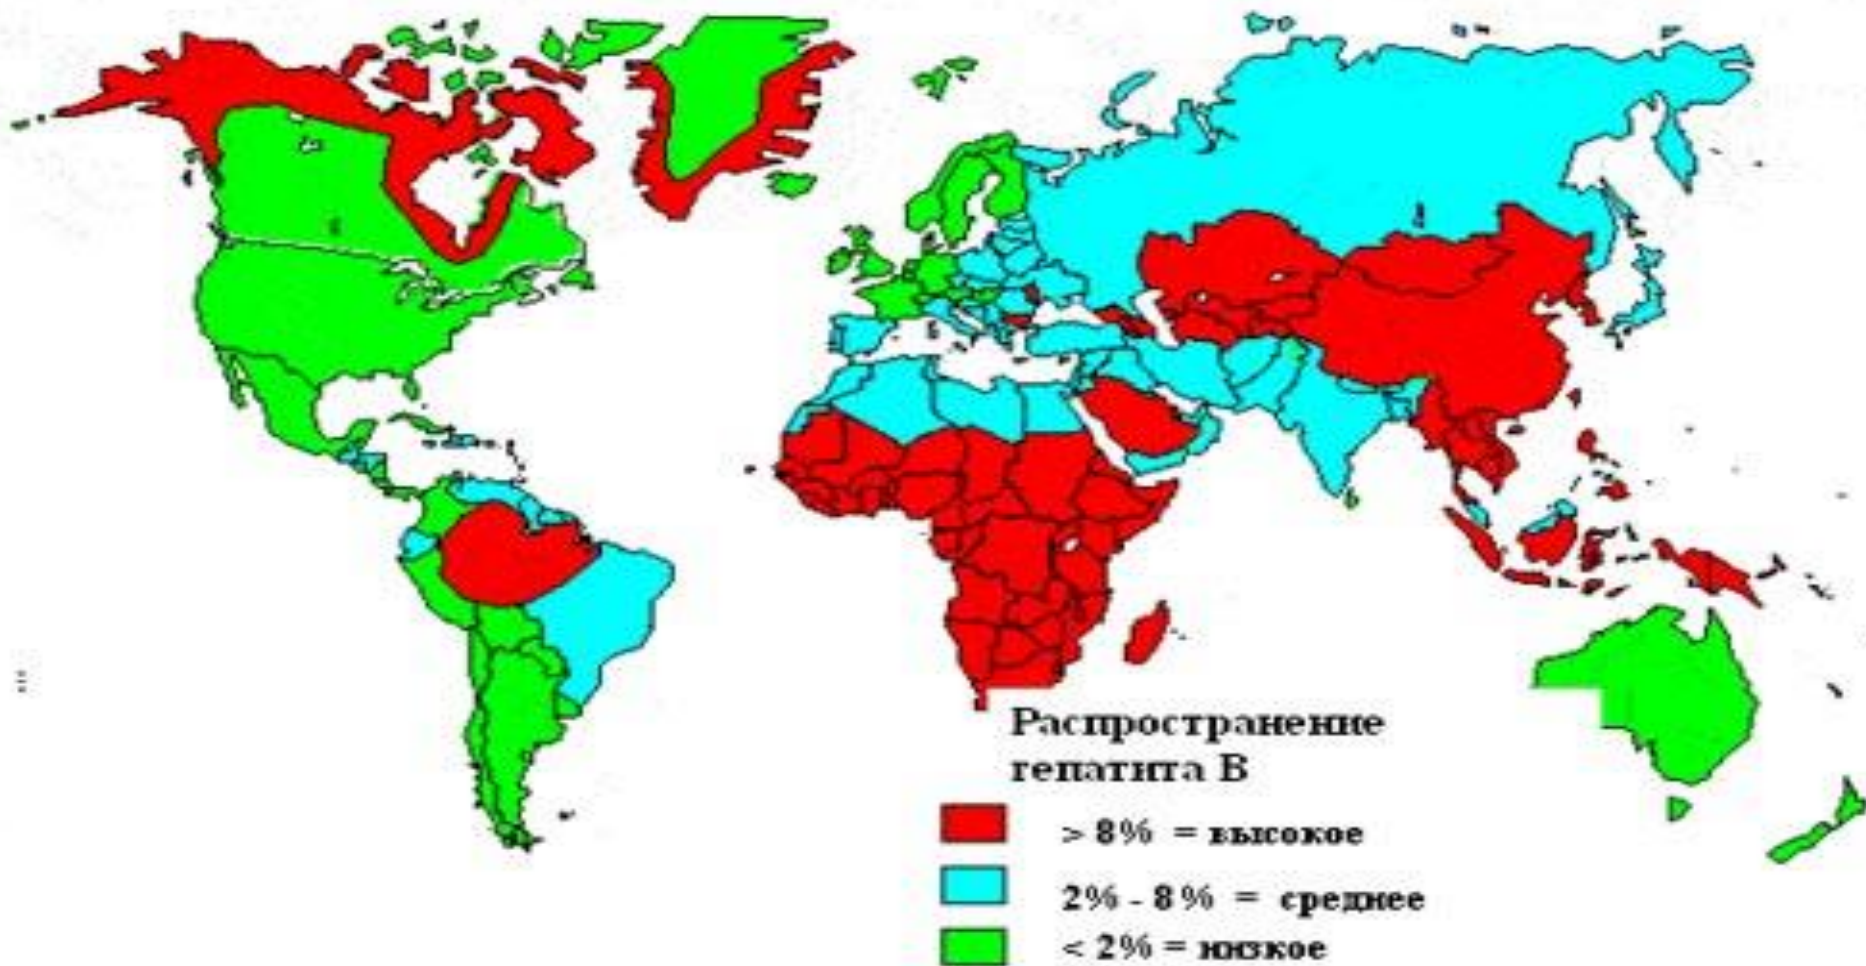 Распространение
гепатита В
> 8% = высокое
2% - 8% = среднее
< 2% = низкое